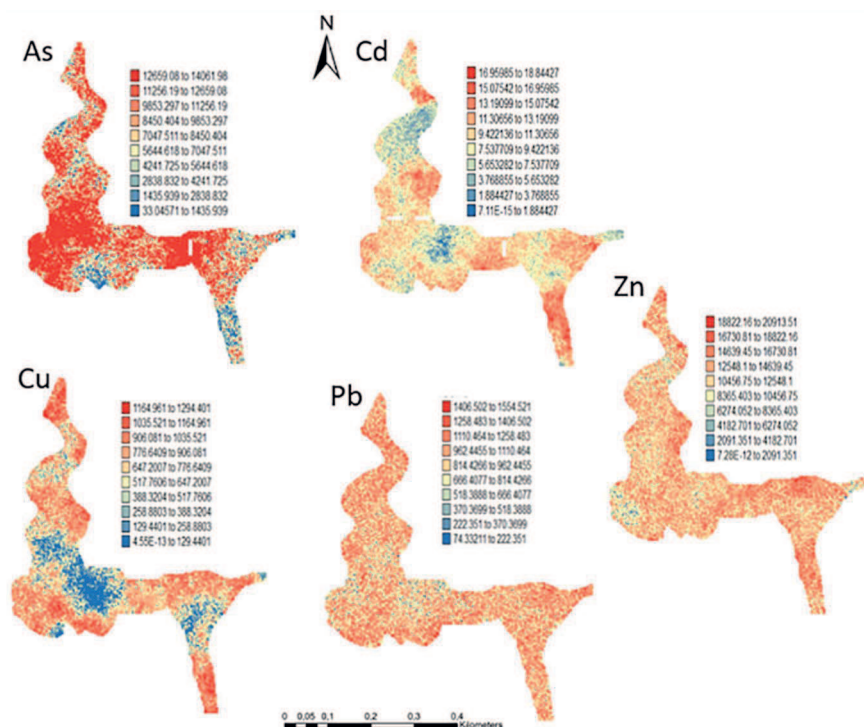 As
12659.08 to 14061.98
11256.19 to 12659.08
9853.297 to 11256.19
8450.404 to 9853.297
7047.511 to 8450.404
5644.618 to 7047.511
4241.725 to 5644.618
2838.832 to 4241.725
1435.939 to 2838.832
33.04571 to 1435.939
N
Cd
16.95985 to 18.84427
15.07542 to 16.95985
13.19099 to 15.07542
11.30656 to 13.19099
9.422136 to 11.30656
7.537709 to 9.422136
5.653282 to 7.537709
3.768855 to 5.653282
1.884427 to 3.768855
7.11E-15 to 1.884427
Zn
18822.16 to 20913.51
16730.81 to 18822.16
14639.45 to 16730.81
12548.1 to 14639.45
10456.75 to 12548.1
8365.403 to 10456.75
6274.052 to 8365.403
4182.701 to 6274.052
2091.351 to 4182.701
7.28E-12 to 2091.351
Cu
1164.961 to 1294.401
1035.521 to 1164.961
906.081 to 1035.521
776.6409 to 906.081
647.2007 to 776.6409
517.7606 to 647.2007
388.3204 to 517.7606
258.8803 to 388.3204
129.4401 to 258.8803
4.55E-13 to 129.4401
Pb
1406.502 to 1554.521
1258.483 to 1406.502
1110.464 to 1258.483
962.4455 to 1110.464
814.4266 to 962.4455
666.4077 to 814.4266
518.3888 to 666.4077
370.3699 to 518.3888
222.351 to 370.3699
74.33211 to 222.351
0 0,05 0,1 0,2 0,3 0,4
Kilometers